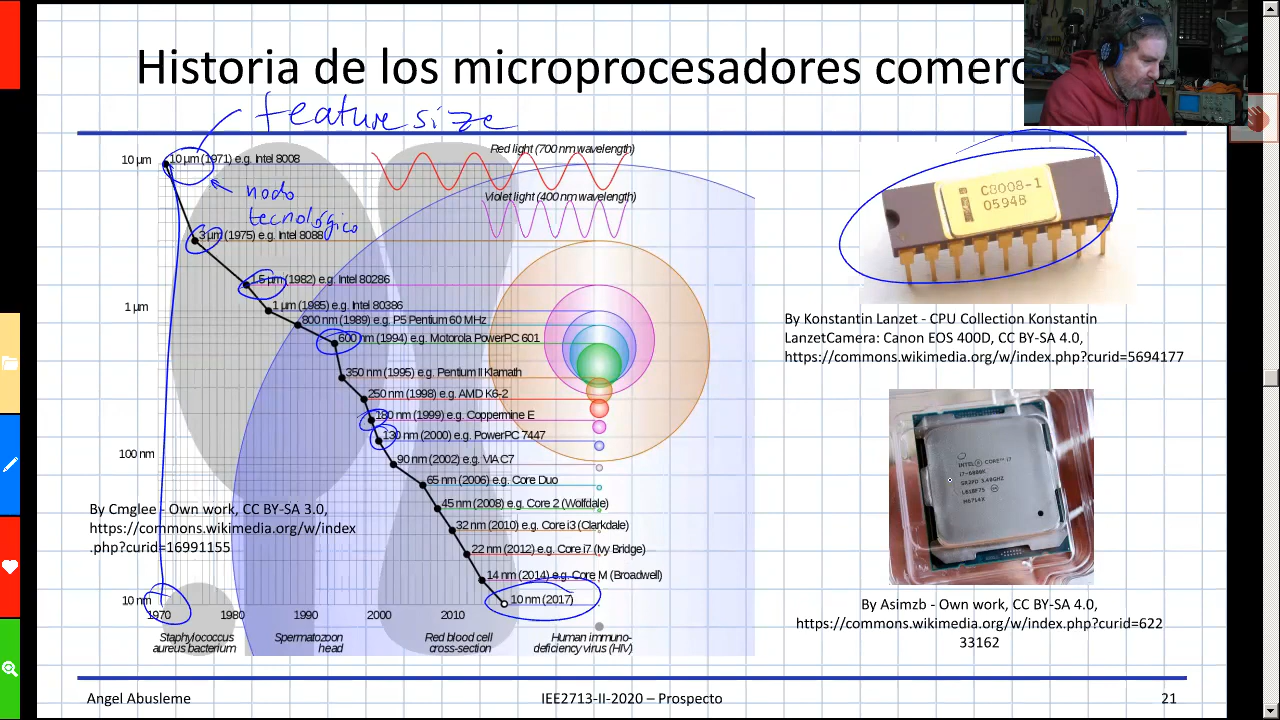 Historia de los microprocesadores comerc
feature size
10 µm
10 µm (1971) e.g. Intel 8008
nodo
tecnológico
Red light (700 nm wavelength)
Violet light (400 nm wavelength)
3 µm (1975) e.g. Intel 8088
1.5 µm (1982) e.g. Intel 80286
1 µm
1 µm (1985) e.g. Intel 80386
800 nm (1989) e.g. P5 Pentium 60 MHz
600 nm (1994) e.g. Motorola PowerPC 601
350 nm (1995) e.g. Pentium II Klamath
250 nm (1998) e.g. AMD K6-2
180 nm (1999) e.g. Coppermine E
130 nm (2000) e.g. PowerPC 7447
100 nm
90 nm (2002) e.g. VIA C7
65 nm (2006) e.g. Core Duo
45 nm (2008) e.g. Core 2 (Wolfdale)
32 nm (2010) e.g. Core i3 (Clarkdale)
22 nm (2012) e.g. Core i7 (Ivy Bridge)
14 nm (2014) e.g. Core M (Broadwell)
10 nm
10 nm (2017)
1970 1980 1990 2000 2010
Staphylococcus
aureus bacterium
Spermatozoon
head
Red blood cell
cross-section
Human immuno-
deficiency virus (HIV)
By Cmglee - Own work, CC BY-SA 3.0,
https://commons.wikimedia.org/w/index
.php?curid=16991155
C8008-1
0594B
By Konstantin Lanzet - CPU Collection Konstantin
LanzetCamera: Canon EOS 400D, CC BY-SA 4.0,
https://commons.wikimedia.org/w/index.php?curid=5694177
INTEL CORE i7
i7-6800K
3.40GHZ
By Asimzb - Own work, CC BY-SA 4.0,
https://commons.wikimedia.org/w/index.php?curid=622
33162
Angel Abusleme
IEE2713-II-2020 – Prospecto
21